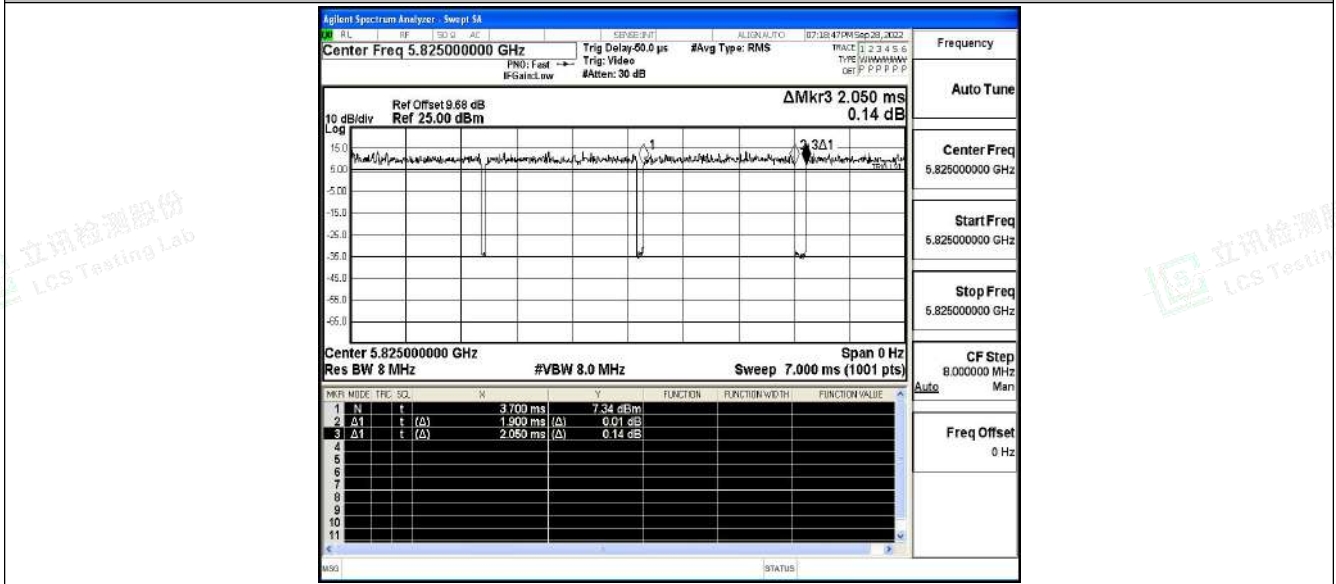 Agilent Spectrum Analyzer - Swept SA
RL RF 50 Ω AC SENSE:INT ALIGN AUTO 07:18:47 PM Sep 28, 2022
Center Freq 5.825000000 GHz
PNO: Fast
IFGain:Low
Trig Delay-50.0 µs
Trig: Video
#Atten: 30 dB
#Avg Type: RMS
TRACE 1 2 3 4 5 6
TYPE
DET P P P P P P
ΔMkr3 2.050 ms
0.14 dB
Ref Offset 9.68 dB
10 dB/div Ref 25.00 dBm
Log
15.0
5.00
-5.00
-15.0
-25.0
-35.0
-45.0
-55.0
-65.0
1
3Δ1
Center 5.825000000 GHz Span 0 Hz
Res BW 8 MHz #VBW 8.0 MHz Sweep 7.000 ms (1001 pts)
MKR MODE TRC SCL X Y FUNCTION FUNCTION WIDTH FUNCTION VALUE
1 N t 3.700 ms 7.34 dBm
2 Δ1 t (Δ) 1.900 ms (Δ) 0.01 dB
3 Δ1 t (Δ) 2.050 ms (Δ) 0.14 dB
4
5
6
7
8
9
10
11
MSG STATUS
Frequency
Auto Tune
Center Freq
5.825000000 GHz
Start Freq
5.825000000 GHz
Stop Freq
5.825000000 GHz
CF Step
8.000000 MHz
Auto Man
Freq Offset
0 Hz
立讯检测股份
LCS Testing Lab
立讯检测
LCS Testin